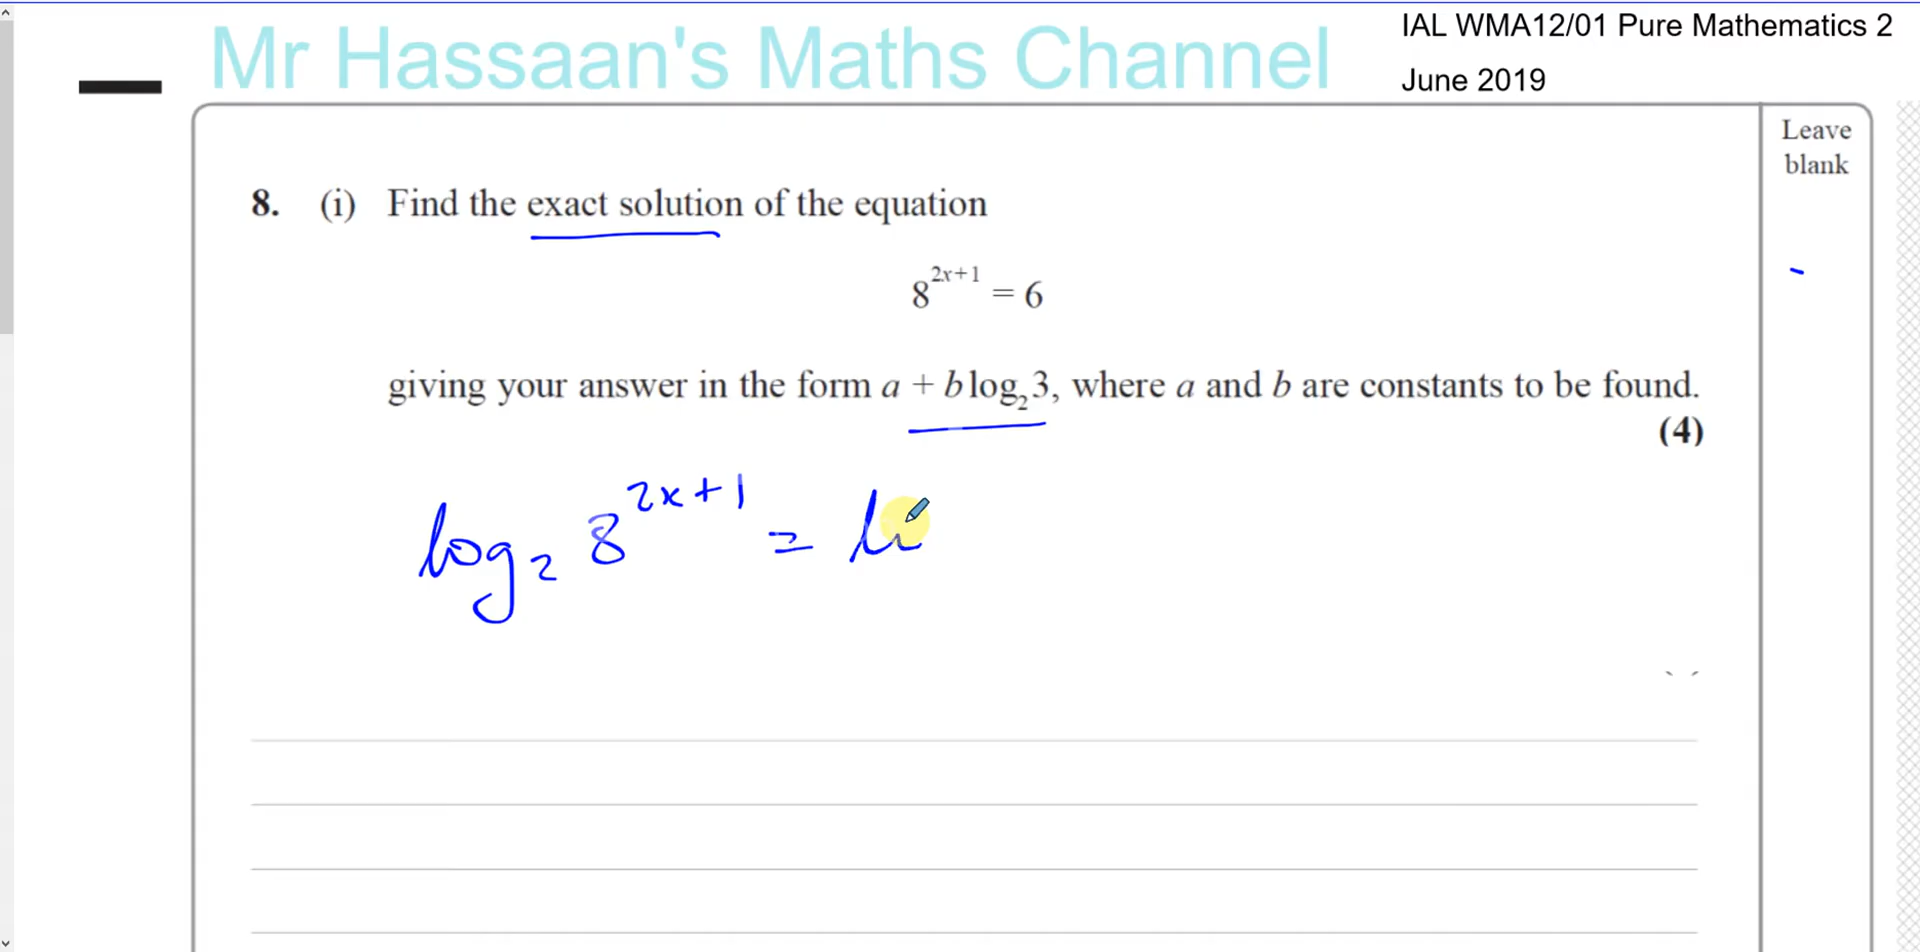 Mr Hassaan's Maths Channel
IAL WMA12/01 Pure Mathematics 2
June 2019
Leave
blank
8. (i) Find the exact solution of the equation
8^{2x+1} = 6
giving your answer in the form a + b log₂3, where a and b are constants to be found.
(4)
log₂ 8^{2x+1} =